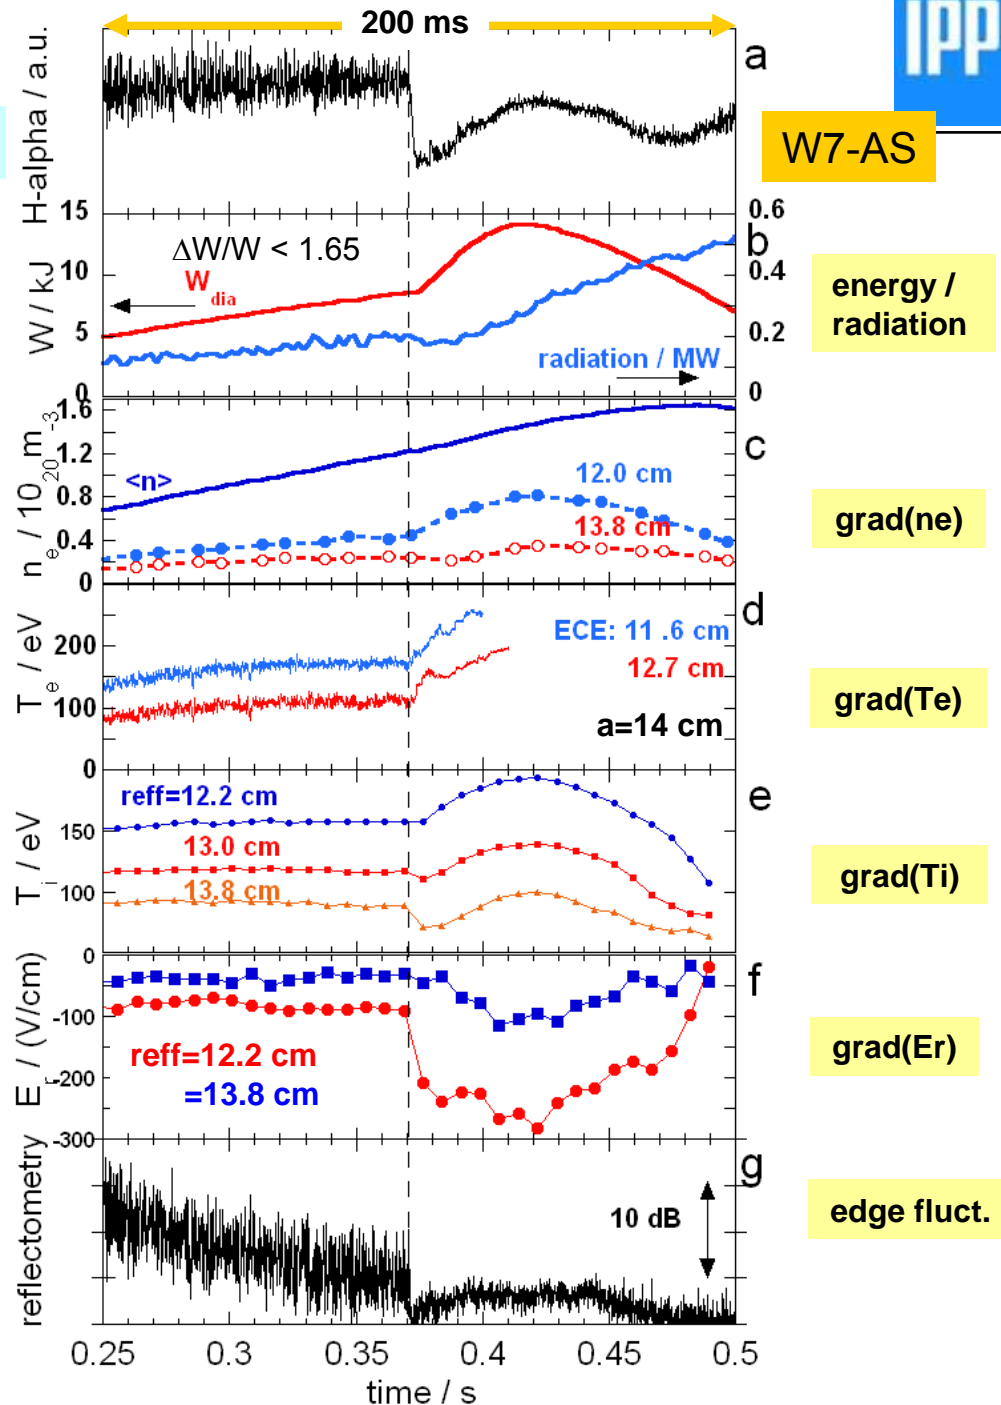 200 ms
IPP
W7-AS
H-alpha / a.u.
a
15
10
5
0
W / kJ
ΔW/W < 1.65
W dia
radiation / MW
0.6
0.4
0.2
0
b
energy /
radiation
1.6
1.2
0.8
0.4
0
n e / 10 20 m -3
<n>
12.0 cm
13.8 cm
c
grad(ne)
200
100
0
T e / eV
ECE: 11 .6 cm
12.7 cm
a=14 cm
d
grad(Te)
150
100
50
T i / eV
reff=12.2 cm
13.0 cm
13.8 cm
e
grad(Ti)
0
-100
-200
-300
E r / (V/cm)
reff=12.2 cm
=13.8 cm
f
grad(Er)
reflectometry
10 dB
g
edge fluct.
0.25 0.3 0.35 0.4 0.45 0.5
time / s